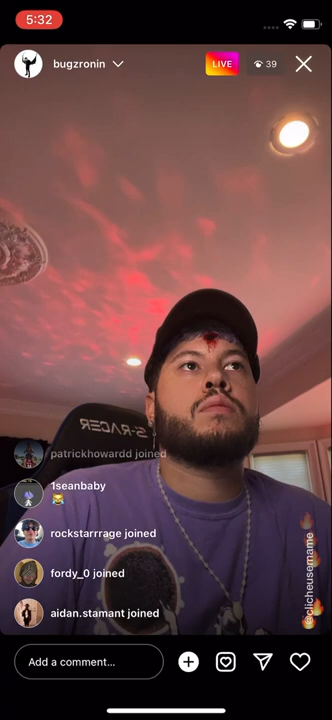 5:32
bugzronin
LIVE
39
S-RACER
patrickhowardd joined
1seanbaby
😂
rockstarrrage joined
fordy_0 joined
aidan.stamant joined
@clicheusername
Add a comment...